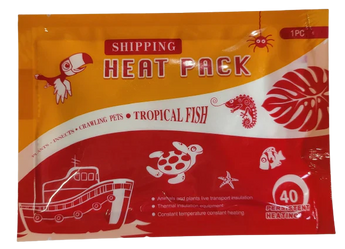 SHIPPING
1PC
HEAT PACK
PLANTS • INSECTS • CRAWLING PETS • TROPICAL FISH
Animals and plants live transport insulation
Thermal insulation equipment
Constant temperature constant heating
40
HEATING